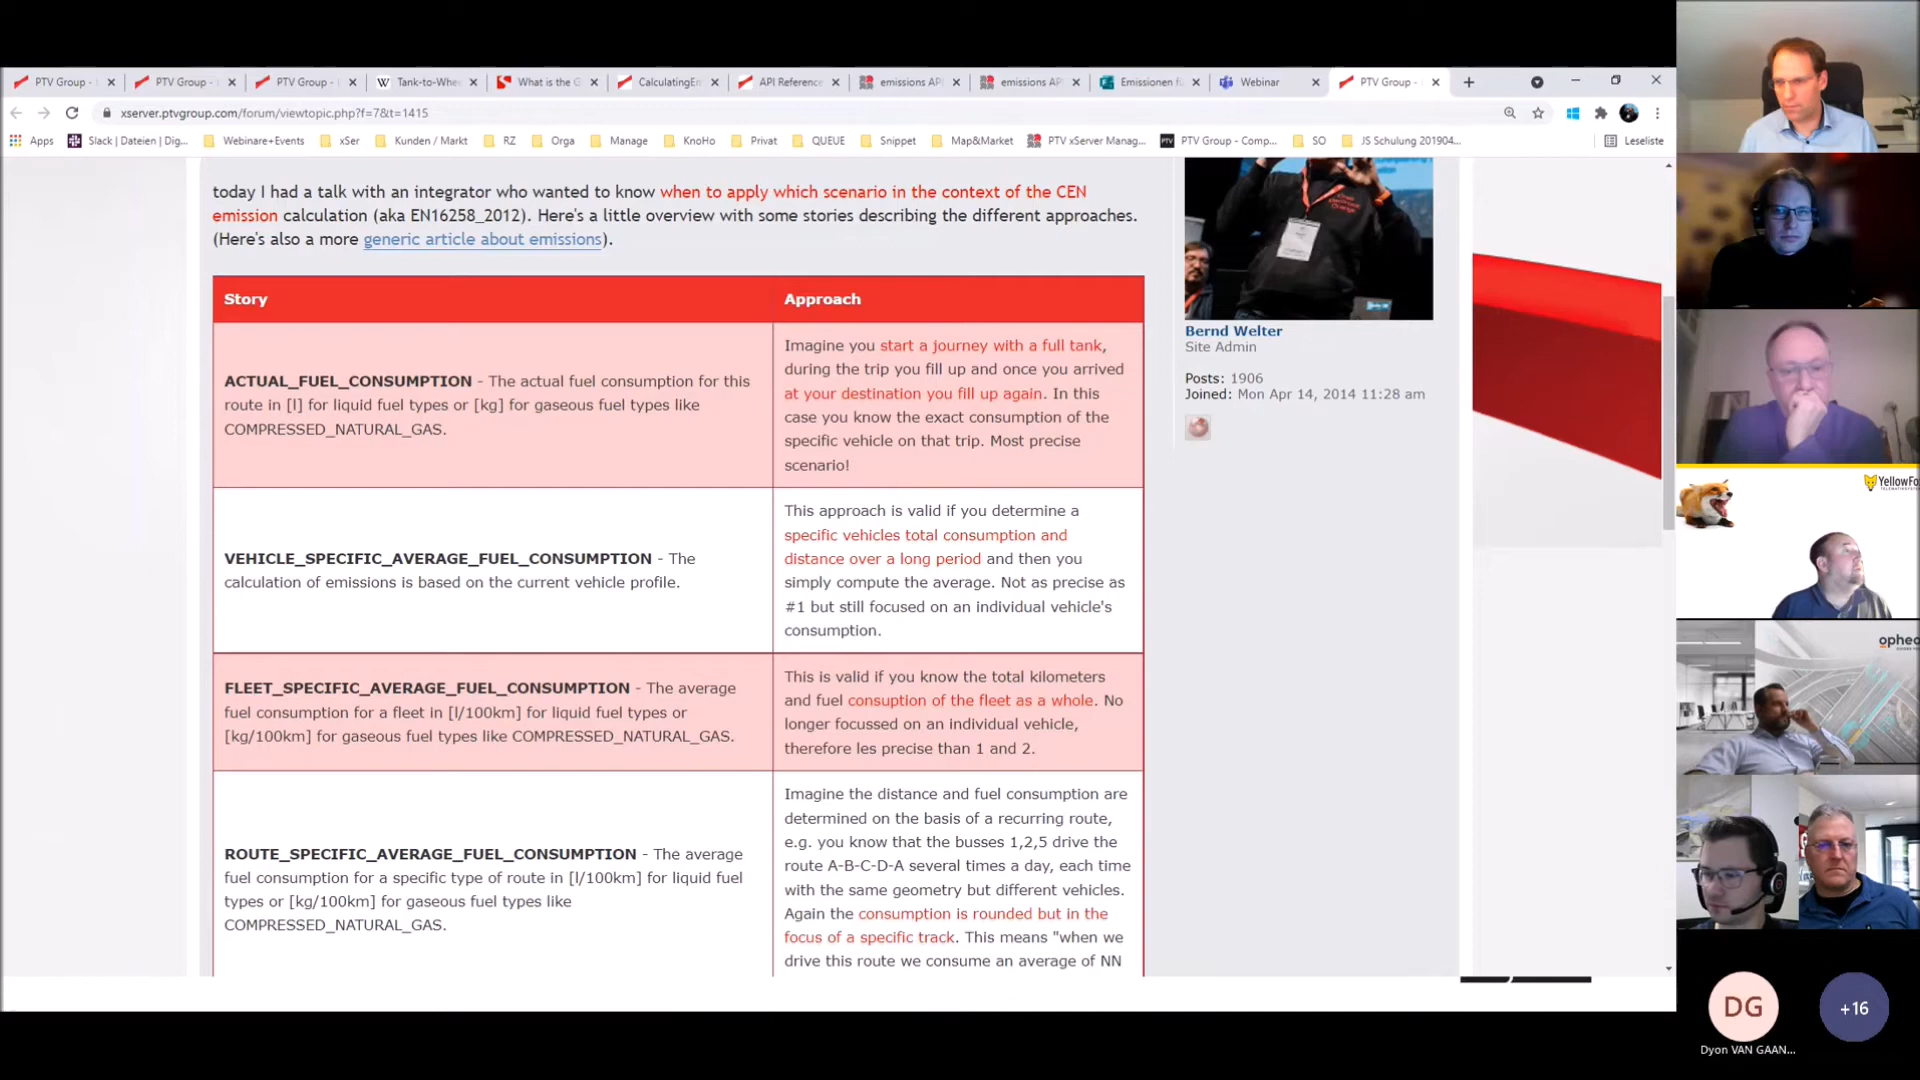 PTV Group -
PTV Group -
PTV Group -
Tank-to-Whe
What is the G
CalculatingEm
API Reference
emissions API
emissions API
Emissionen fü
Webinar
PTV Group -
xserver.ptvgroup.com/forum/viewtopic.php?f=7&t=1415
Apps
Slack | Dateien | Dig...
Webinare+Events
xSer
Kunden / Markt
RZ
Orga
Manage
KnoHo
Privat
QUEUE
Snippet
Map&Market
PTV xServer Manag...
PTV Group - Comp...
SO
JS Schulung 201904...
Leseliste
today I had a talk with an integrator who wanted to know when to apply which scenario in the context of the CEN
emission calculation (aka EN16258_2012). Here's a little overview with some stories describing the different approaches.
(Here's also a more generic article about emissions).
Story
Approach
ACTUAL_FUEL_CONSUMPTION - The actual fuel consumption for this
route in [l] for liquid fuel types or [kg] for gaseous fuel types like
COMPRESSED_NATURAL_GAS.
Imagine you start a journey with a full tank,
during the trip you fill up and once you arrived
at your destination you fill up again. In this
case you know the exact consumption of the
specific vehicle on that trip. Most precise
scenario!
VEHICLE_SPECIFIC_AVERAGE_FUEL_CONSUMPTION - The
calculation of emissions is based on the current vehicle profile.
This approach is valid if you determine a
specific vehicles total consumption and
distance over a long period and then you
simply compute the average. Not as precise as
#1 but still focused on an individual vehicle's
consumption.
FLEET_SPECIFIC_AVERAGE_FUEL_CONSUMPTION - The average
fuel consumption for a fleet in [l/100km] for liquid fuel types or
[kg/100km] for gaseous fuel types like COMPRESSED_NATURAL_GAS.
This is valid if you know the total kilometers
and fuel consuption of the fleet as a whole. No
longer focussed on an individual vehicle,
therefore les precise than 1 and 2.
ROUTE_SPECIFIC_AVERAGE_FUEL_CONSUMPTION - The average
fuel consumption for a specific type of route in [l/100km] for liquid fuel
types or [kg/100km] for gaseous fuel types like
COMPRESSED_NATURAL_GAS.
Imagine the distance and fuel consumption are
determined on the basis of a recurring route,
e.g. you know that the busses 1,2,5 drive the
route A-B-C-D-A several times a day, each time
with the same geometry but different vehicles.
Again the consumption is rounded but in the
focus of a specific track. This means "when we
drive this route we consume an average of NN
Bernd Welter
Site Admin
Posts: 1906
Joined: Mon Apr 14, 2014 11:28 am
YellowFo
opheo
DG
Dyon VAN GAAN...
+16